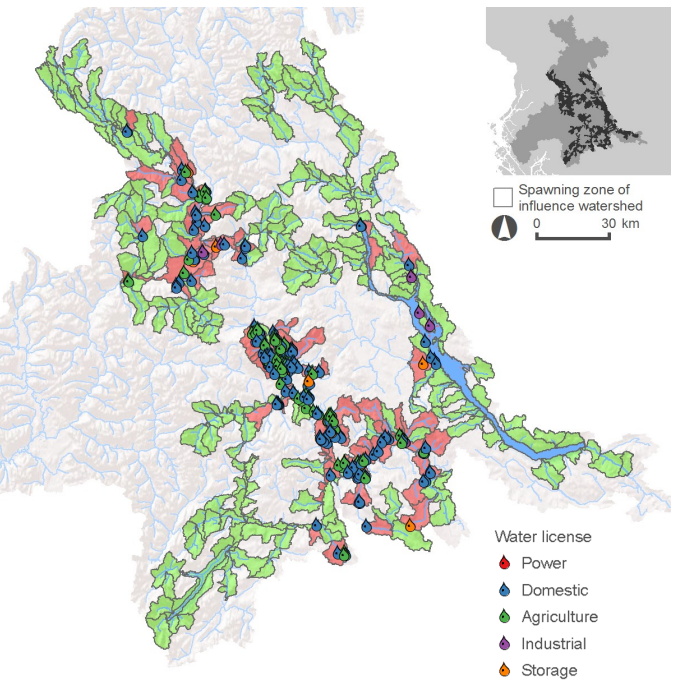 Spawning zone of
influence watershed
0 30 km
Water license
Power
Domestic
Agriculture
Industrial
Storage